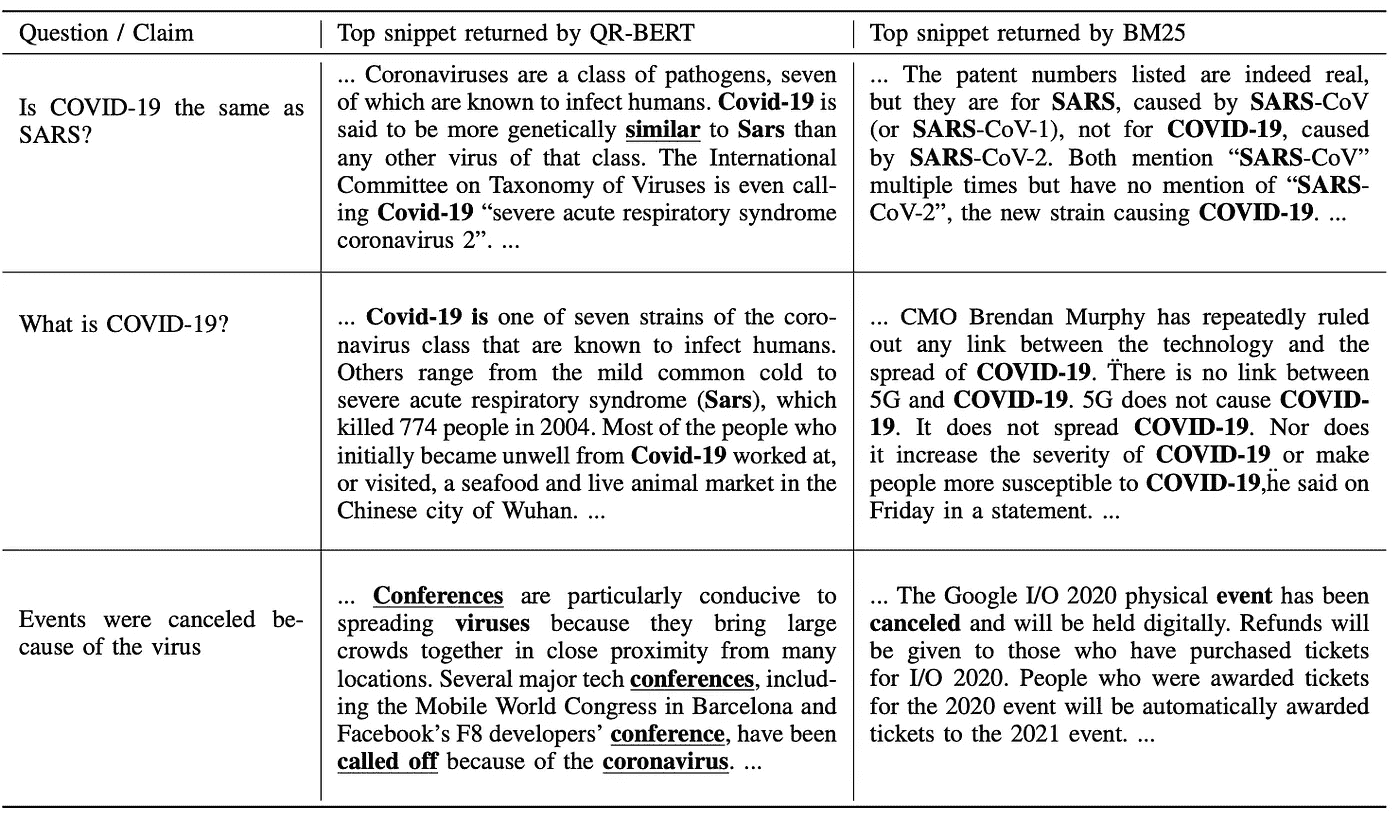 Question / Claim
Top snippet returned by QR-BERT
Top snippet returned by BM25
Is COVID-19 the same as
SARS?
... Coronaviruses are a class of pathogens, seven
of which are known to infect humans. Covid-19 is
said to be more genetically similar to Sars than
any other virus of that class. The International
Committee on Taxonomy of Viruses is even call-
ing Covid-19 “severe acute respiratory syndrome
coronavirus 2”. ...
... The patent numbers listed are indeed real,
but they are for SARS, caused by SARS-CoV
(or SARS-CoV-1), not for COVID-19, caused
by SARS-CoV-2. Both mention “SARS-CoV”
multiple times but have no mention of “SARS-
CoV-2”, the new strain causing COVID-19. ...
What is COVID-19?
... Covid-19 is one of seven strains of the coro-
navirus class that are known to infect humans.
Others range from the mild common cold to
severe acute respiratory syndrome (Sars), which
killed 774 people in 2004. Most of the people who
initially became unwell from Covid-19 worked at,
or visited, a seafood and live animal market in the
Chinese city of Wuhan. ...
... CMO Brendan Murphy has repeatedly ruled
out any link between the technology and the
spread of COVID-19. T̈here is no link between
5G and COVID-19. 5G does not cause COVID-
19. It does not spread COVID-19. Nor does
it increase the severity of COVID-19 or make
people more susceptible to COVID-19,ḧe said on
Friday in a statement. ...
Events were canceled be-
cause of the virus
... Conferences are particularly conducive to
spreading viruses because they bring large
crowds together in close proximity from many
locations. Several major tech conferences, includ-
ing the Mobile World Congress in Barcelona and
Facebook’s F8 developers’ conference, have been
called off because of the coronavirus. ...
... The Google I/O 2020 physical event has been
canceled and will be held digitally. Refunds will
be given to those who have purchased tickets
for I/O 2020. People who were awarded tickets
for the 2020 event will be automatically awarded
tickets to the 2021 event. ...